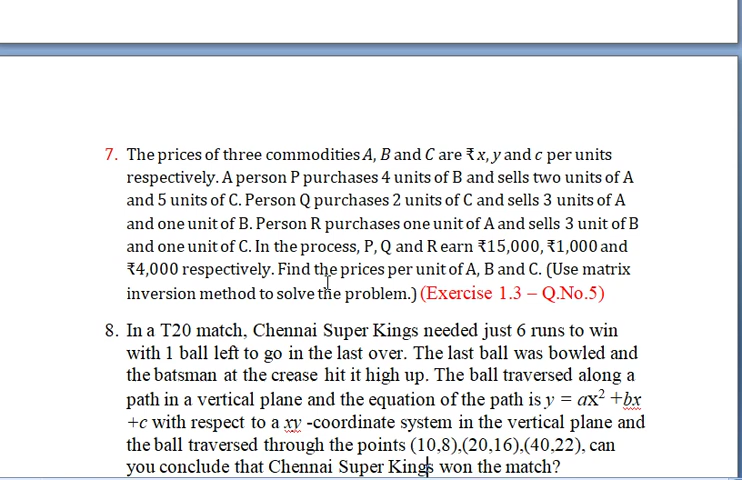 7. The prices of three commodities A, B and C are ₹ x, y and c per units
respectively. A person P purchases 4 units of B and sells two units of A
and 5 units of C. Person Q purchases 2 units of C and sells 3 units of A
and one unit of B. Person R purchases one unit of A and sells 3 unit of B
and one unit of C. In the process, P, Q and R earn ₹15,000, ₹1,000 and
₹4,000 respectively. Find the prices per unit of A, B and C. (Use matrix
inversion method to solve the problem.) (Exercise 1.3 – Q.No.5)
8. In a T20 match, Chennai Super Kings needed just 6 runs to win
with 1 ball left to go in the last over. The last ball was bowled and
the batsman at the crease hit it high up. The ball traversed along a
path in a vertical plane and the equation of the path is y = ax² +bx
+c with respect to a xy -coordinate system in the vertical plane and
the ball traversed through the points (10,8),(20,16),(40,22), can
you conclude that Chennai Super Kings won the match?